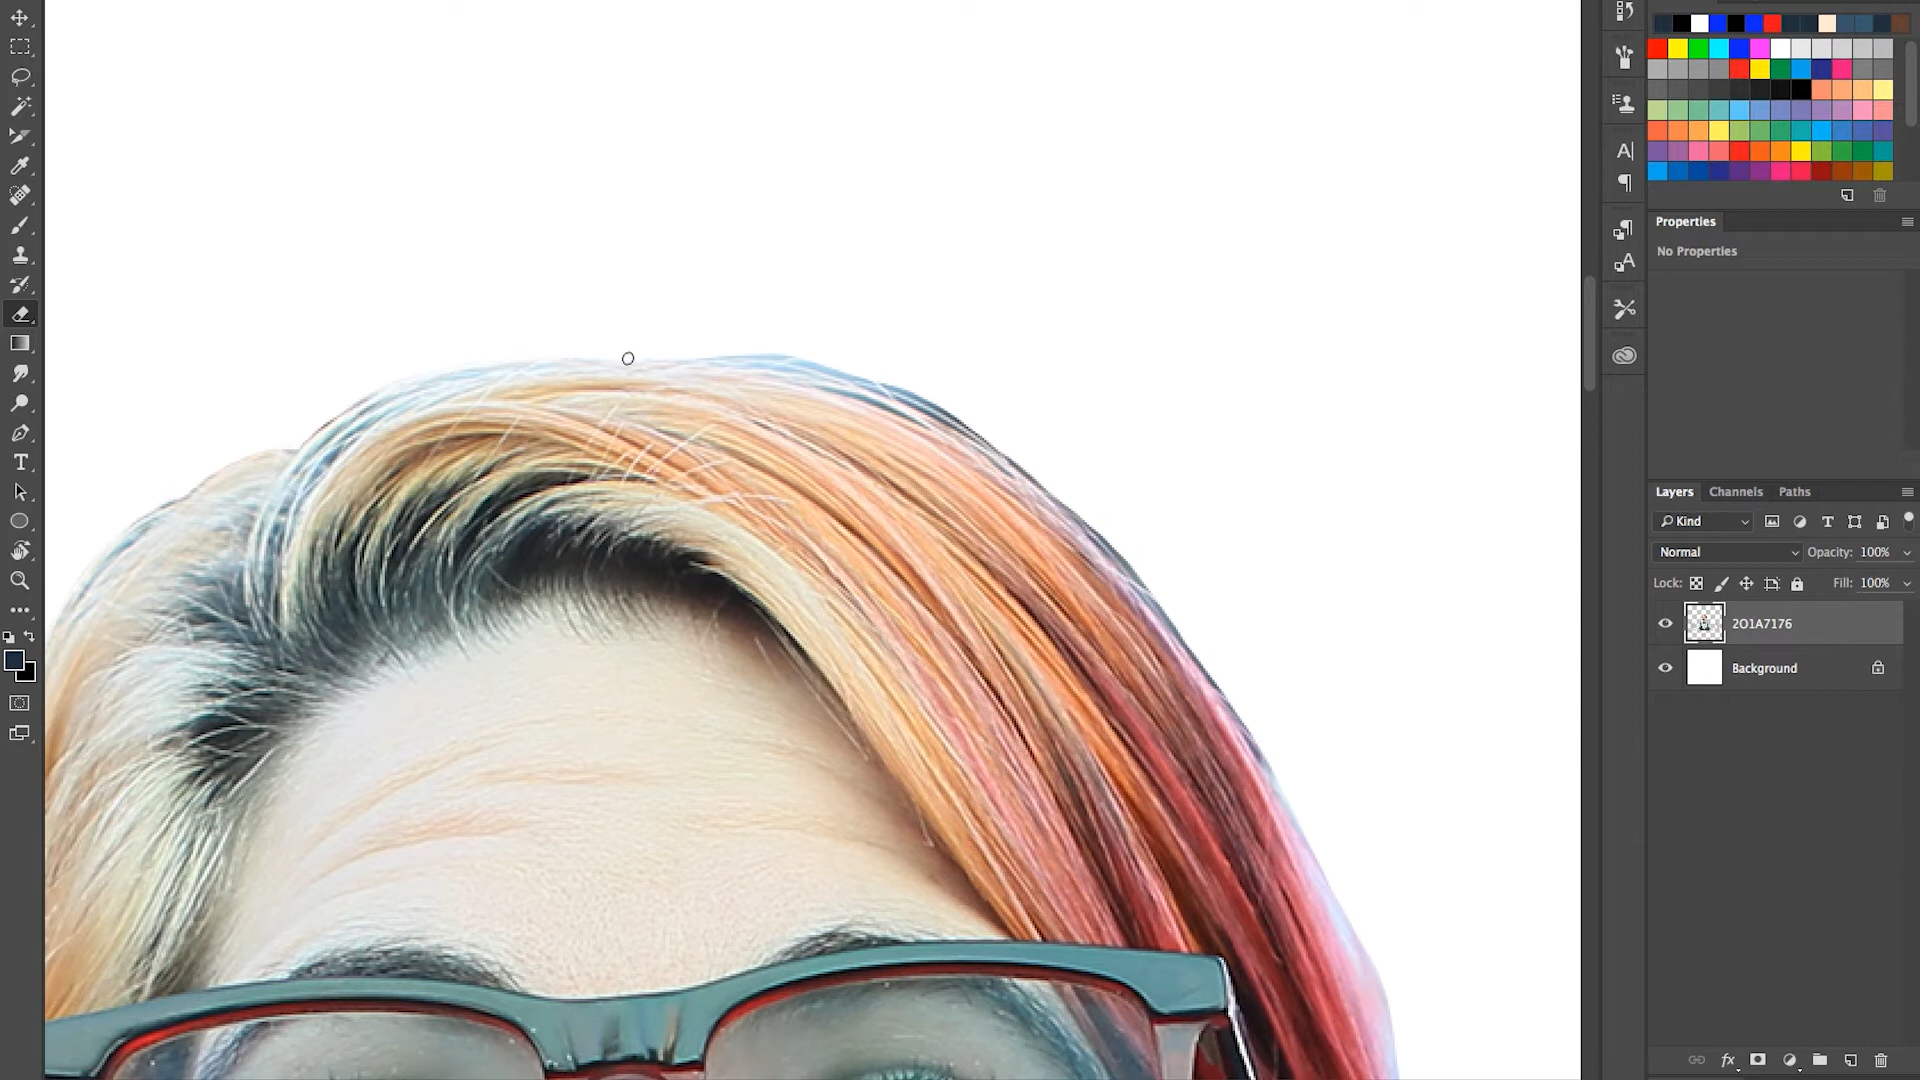 Properties
No Properties
Layers Channels Paths
Kind
Normal Opacity: 100%
Lock: Fill: 100%
2O1A7176
Background